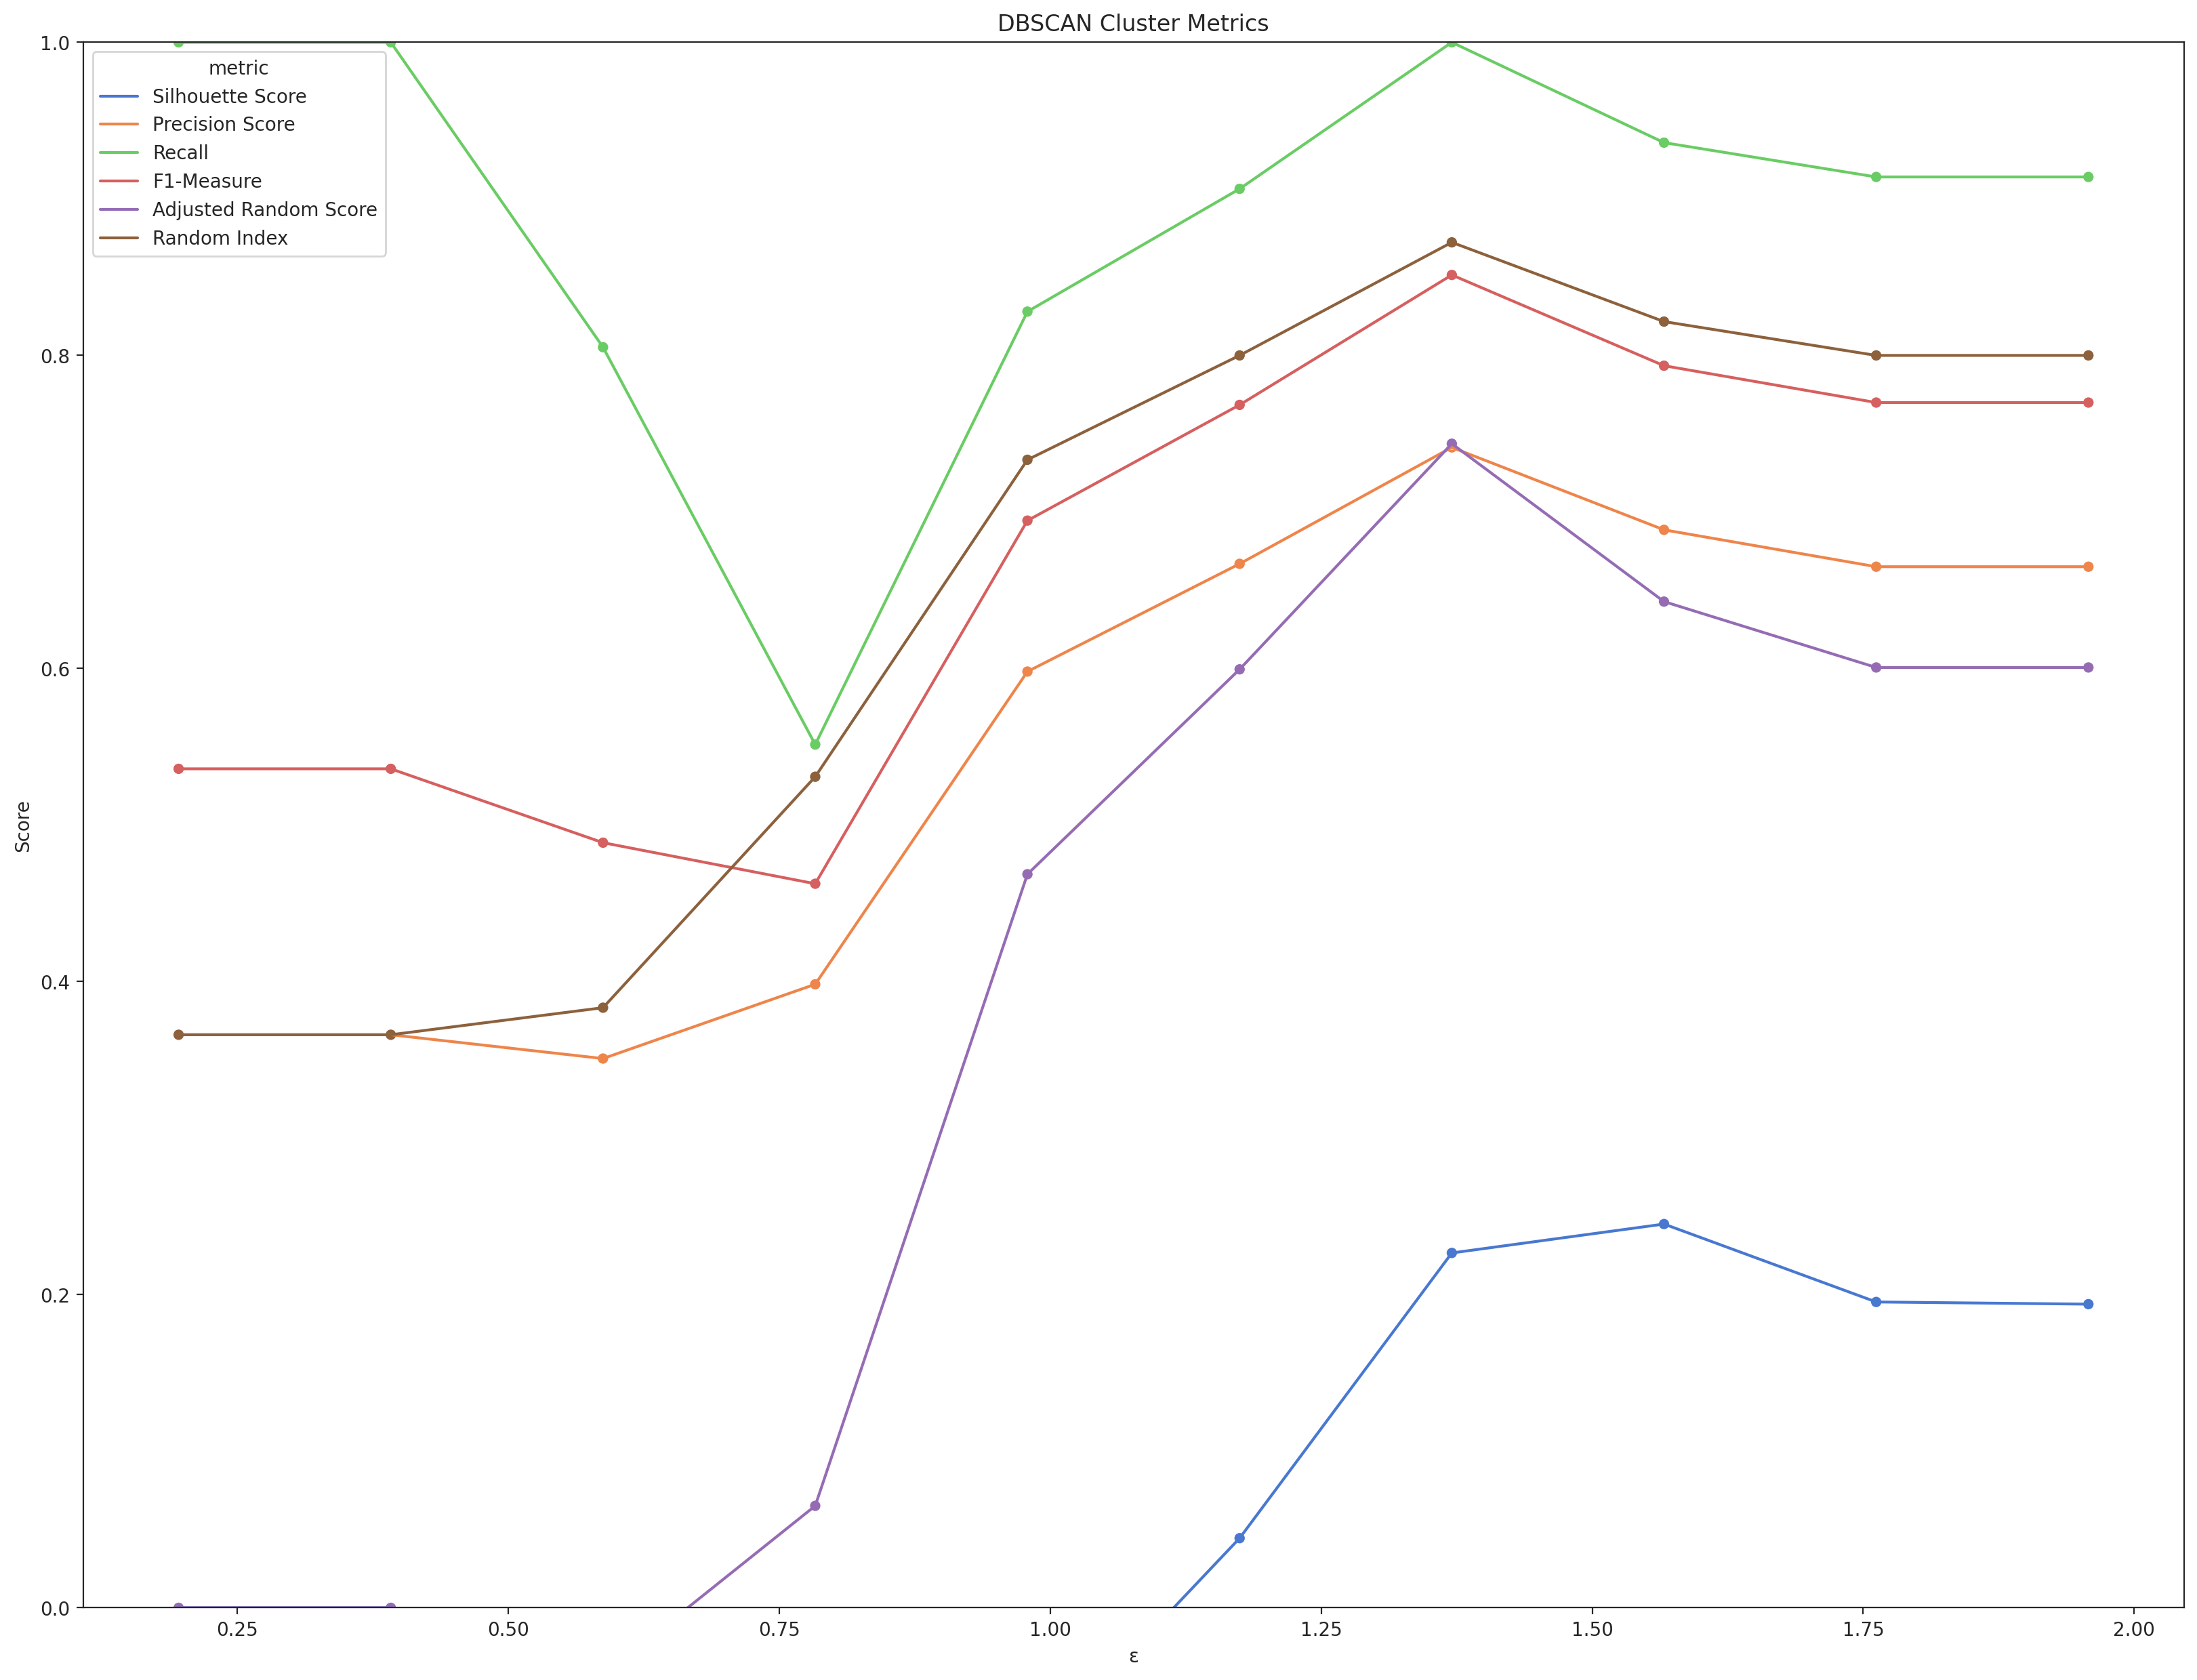 DBSCAN Cluster Metrics
metric
Silhouette Score
Precision Score
Recall
F1-Measure
Adjusted Random Score
Random Index
Score
1.0
0.8
0.6
0.4
0.2
0.0
0.25 0.50 0.75 1.00 1.25 1.50 1.75 2.00
ε